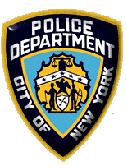 POLICE
DEPARTMENT
CITY OF
NEW YORK